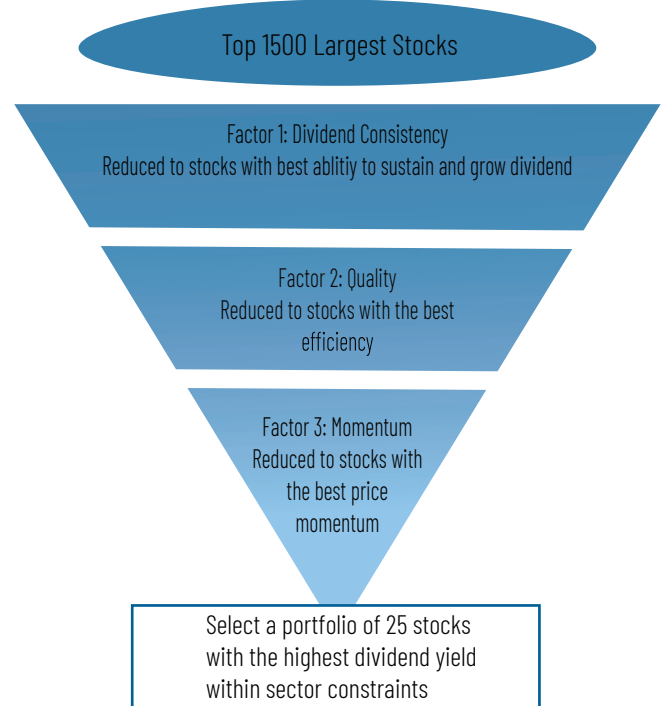 Top 1500 Largest Stocks
Factor 1: Dividend Consistency
Reduced to stocks with best ablitiy to sustain and grow dividend
Factor 2: Quality
Reduced to stocks with the best
efficiency
Factor 3: Momentum
Reduced to stocks with
the best price
momentum
Select a portfolio of 25 stocks
with the highest dividend yield
within sector constraints